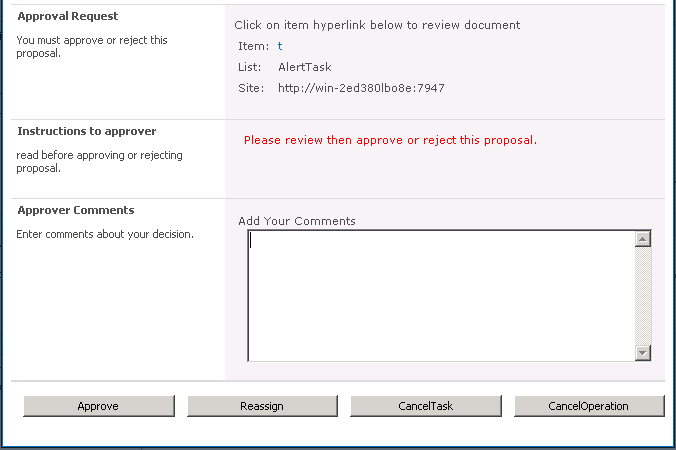 Approval Request
You must approve or reject this
proposal.
Click on item hyperlink below to review document
Item: t
List: AlertTask
Site: http://win-2ed380lbo8e:7947
Instructions to approver
read before approving or rejecting
proposal.
Please review then approve or reject this proposal.
Approver Comments
Enter comments about your decision.
Add Your Comments
Approve Reassign CancelTask CancelOperation